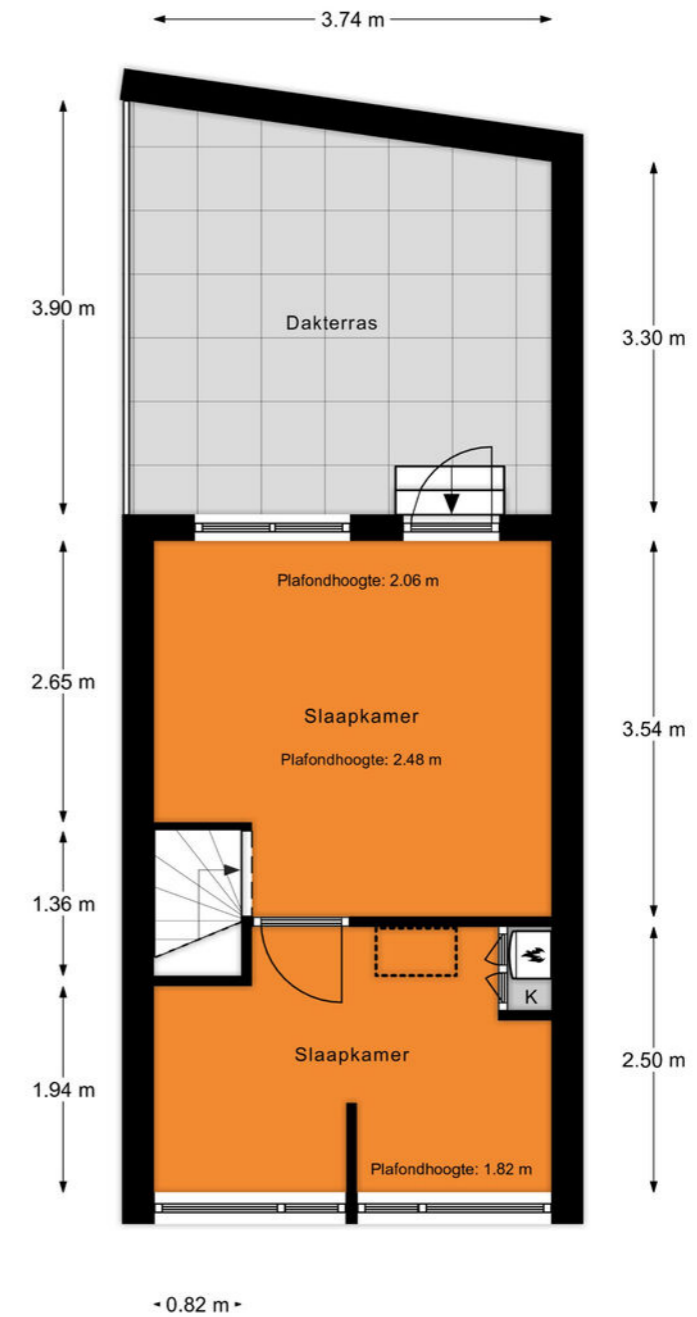 3.74 m
3.90 m
Dakterras
3.30 m
Plafondhoogte: 2.06 m
2.65 m
Slaapkamer
3.54 m
Plafondhoogte: 2.48 m
1.36 m
K
Slaapkamer
2.50 m
1.94 m
Plafondhoogte: 1.82 m
0.82 m